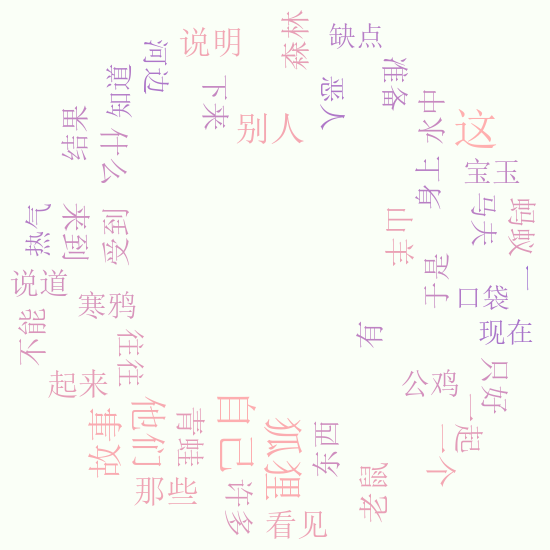 森林
缺点
说明
河边
下来
恶人
准备
知道
别人
水中
这
结果
什么
身上
宝玉
热气
来到
受到
山羊
马夫
蚂蚁
于是
一
说道
寒鸦
口袋
不能
往往
有
现在
起来
公鸡
只好
故事
他们
青蛙
自己
狐狸
东西
一起
一个
那些
许多
看见
老鼠